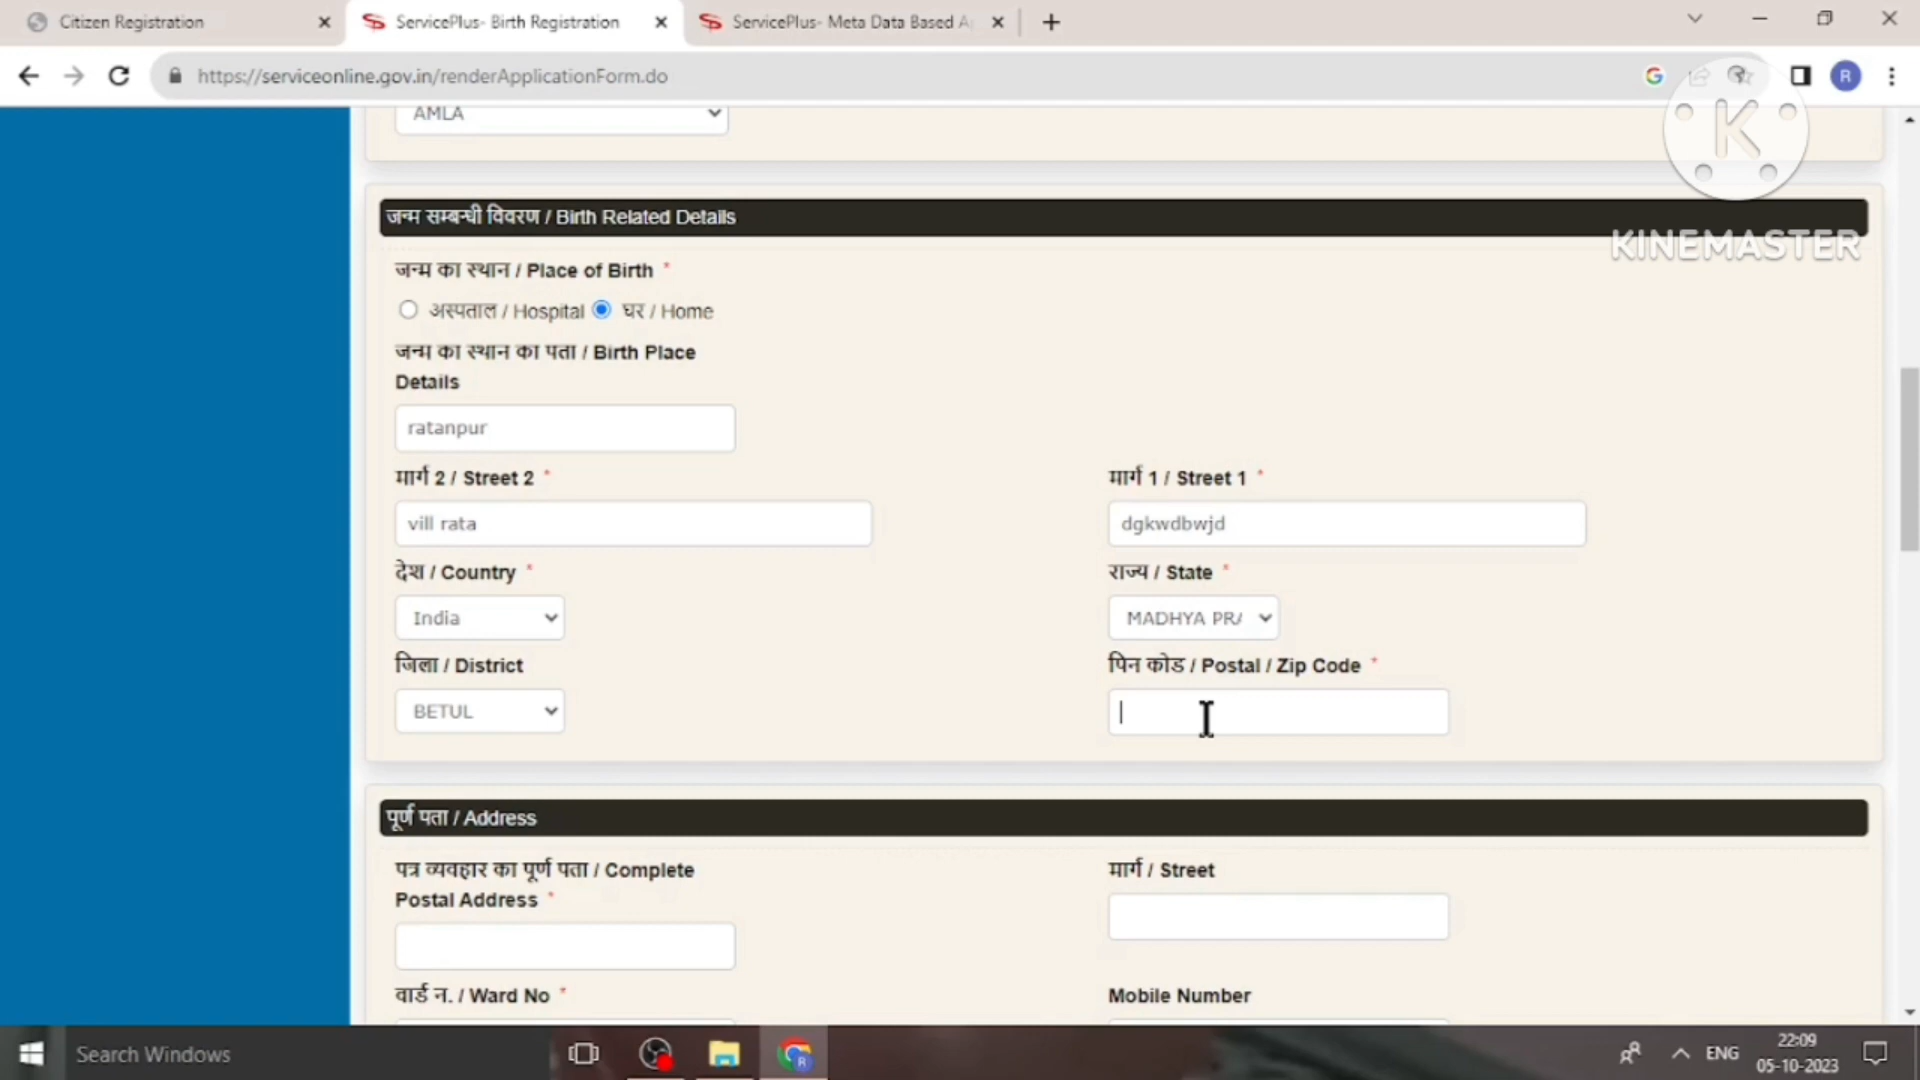 Citizen Registration
ServicePlus- Birth Registration
ServicePlus- Meta Data Based A
https://serviceonline.gov.in/renderApplicationForm.do
G
R
K
KINEMASTER
AMLA
जन्म सम्बन्धी विवरण / Birth Related Details
जन्म का स्थान / Place of Birth *
अस्पताल / Hospital घर / Home
जन्म का स्थान का पता / Birth Place
Details
ratanpur
मार्ग 2 / Street 2 * मार्ग 1 / Street 1 *
vill rata dgkwdbwjd
देश / Country * राज्य / State *
India MADHYA PR
जिला / District पिन कोड / Postal / Zip Code *
BETUL
पूर्ण पता / Address
पत्र व्यवहार का पूर्ण पता / Complete मार्ग / Street
Postal Address *
वार्ड न. / Ward No * Mobile Number
Search Windows
R
ENG
22:09
05-10-2023